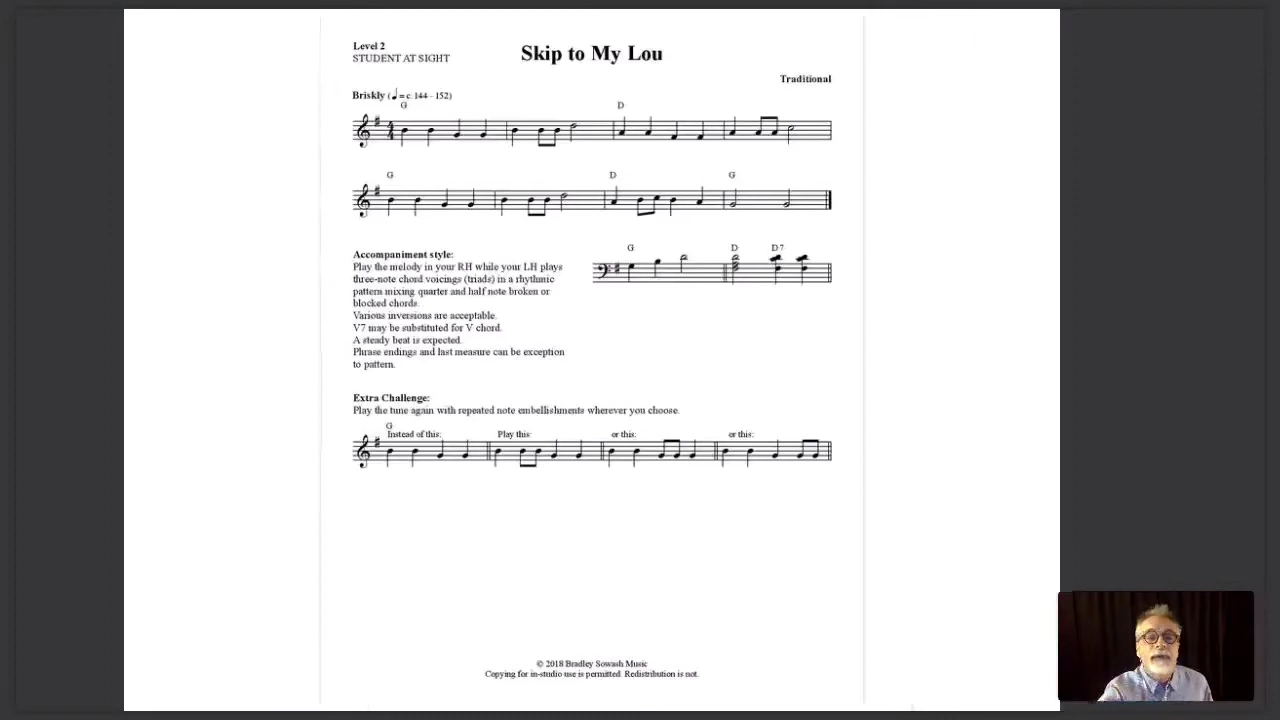 Level 2
STUDENT AT SIGHT
Skip to My Lou
Traditional
Briskly (♩ = c. 144 - 152)
G D
G D G
Accompaniment style:
Play the melody in your RH while your LH plays
three-note chord voicings (triads) in a rhythmic
pattern mixing quarter and half note broken or
blocked chords.
Various inversions are acceptable.
V7 may be substituted for V chord.
A steady beat is expected.
Phrase endings and last measure can be exception
to pattern.
G D D7
Extra Challenge:
Play the tune again with repeated note embellishments wherever you choose.
G
Instead of this: Play this: or this: or this:
© 2018 Bradley Sowash Music
Copying for in-studio use is permitted. Redistribution is not.